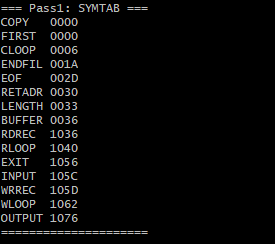 === Pass1: SYMTAB ===
COPY 0000
FIRST 0000
CLOOP 0006
ENDFIL 001A
EOF 002D
RETADR 0030
LENGTH 0033
BUFFER 0036
RDREC 1036
RLOOP 1040
EXIT 1056
INPUT 105C
WRREC 105D
WLOOP 1062
OUTPUT 1076
=====================